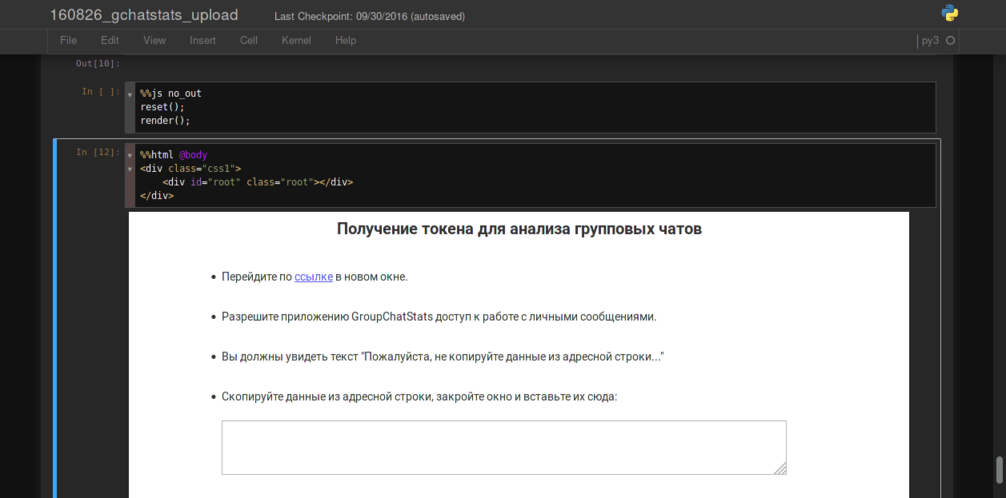 160826_gchatstats_upload Last Checkpoint: 09/30/2016 (autosaved)
File Edit View Insert Cell Kernel Help py3
Out[10]:
In [ ]: %%js no_out
reset();
render();
In [12]: %%html @body
<div class="css1">
<div id="root" class="root"></div>
</div>
Получение токена для анализа групповых чатов
Перейдите по ссылке в новом окне.
Разрешите приложению GroupChatStats доступ к работе с личными сообщениями.
Вы должны увидеть текст "Пожалуйста, не копируйте данные из адресной строки..."
Скопируйте данные из адресной строки, закройте окно и вставьте их сюда: